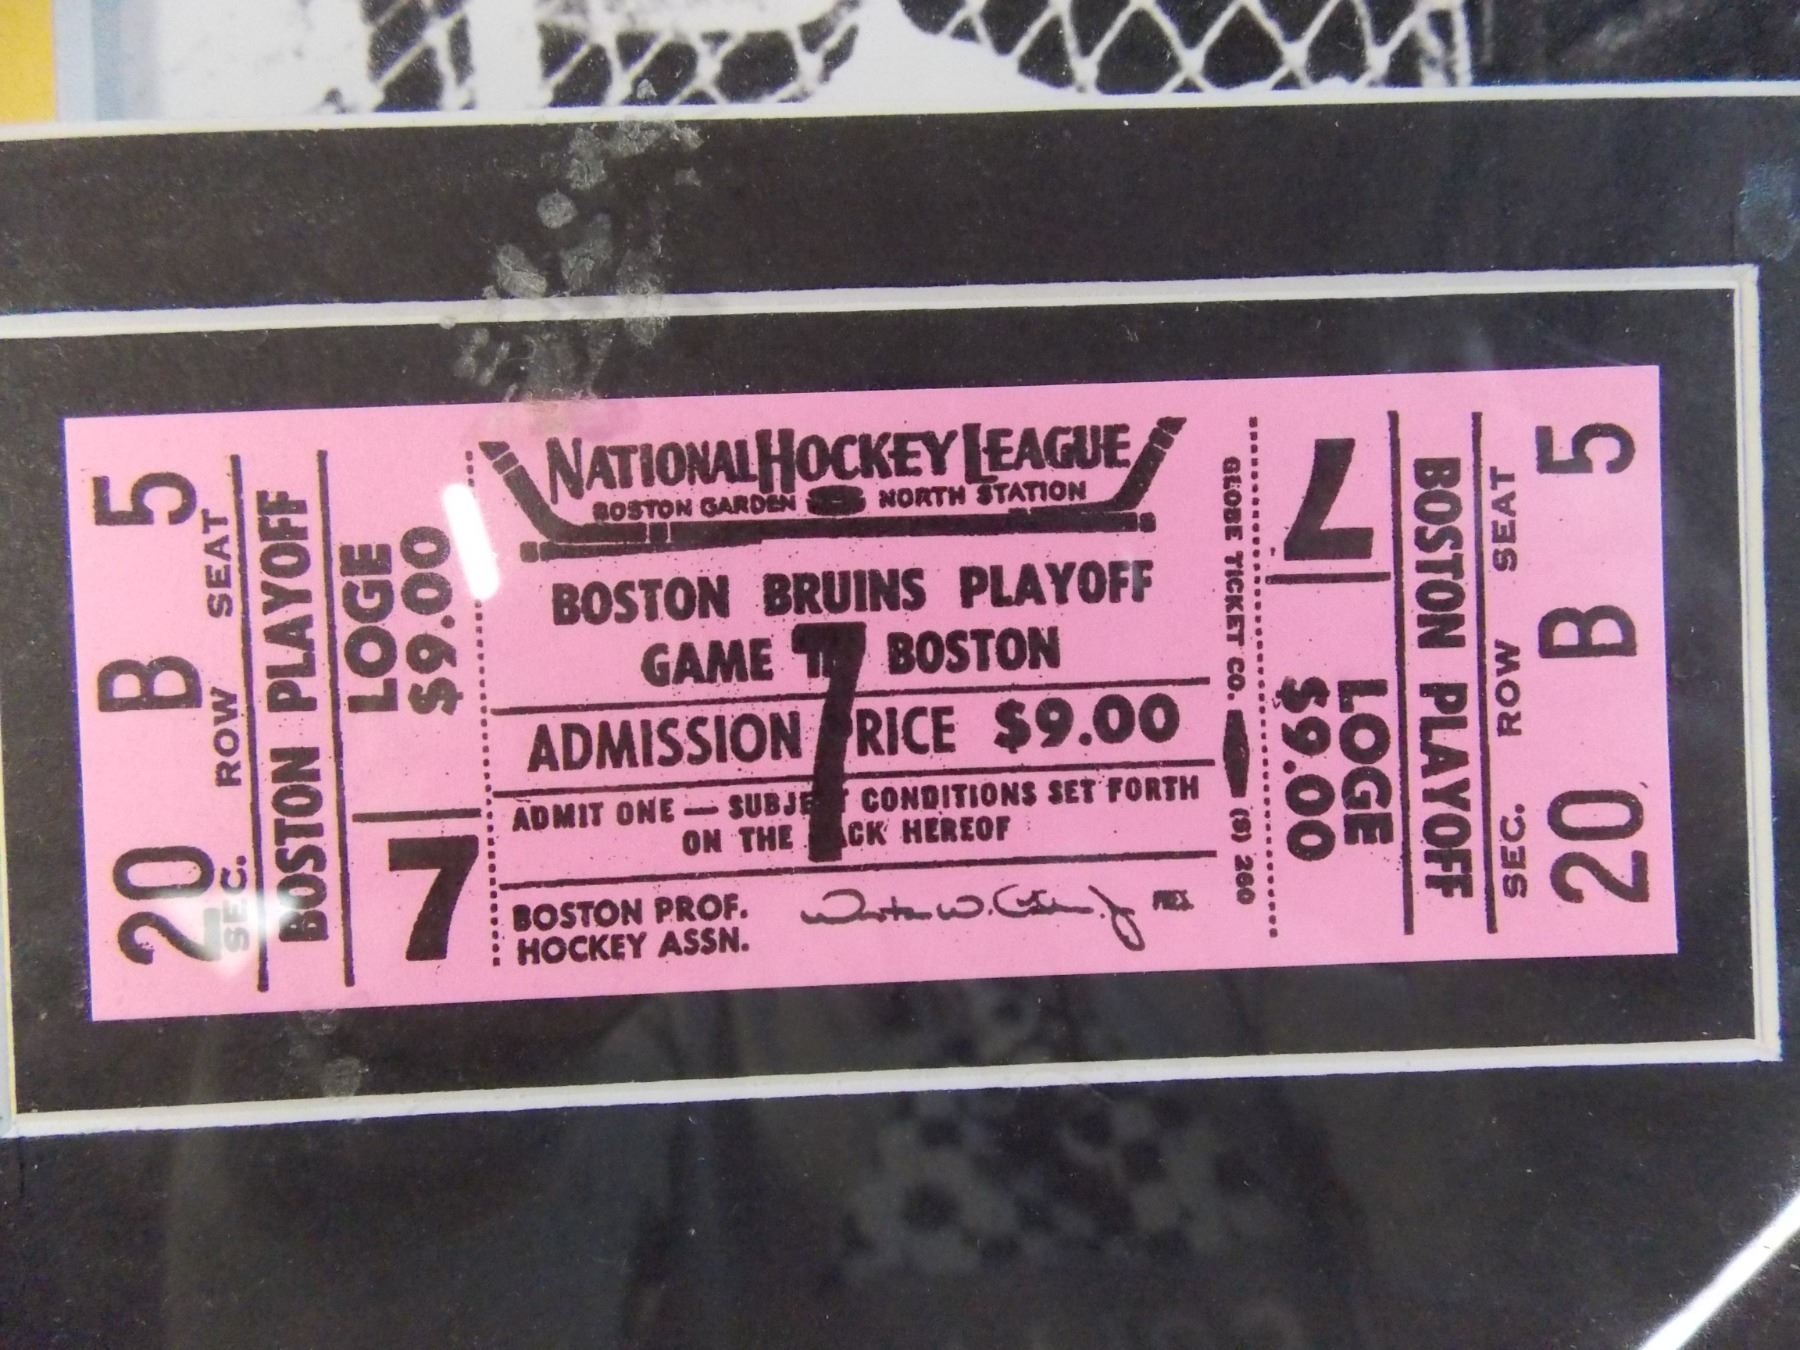 5
B
20
SEAT
ROW
SEC.
BOSTON PLAYOFF
LOGE
$9.00
7
NATIONAL HOCKEY LEAGUE
BOSTON GARDEN NORTH STATION
BOSTON BRUINS PLAYOFF
GAME 7 BOSTON
ADMISSION PRICE $9.00
ADMIT ONE — SUBJECT CONDITIONS SET FORTH
ON THE BACK HEREOF
BOSTON PROF.
HOCKEY ASSN.
PRES.
GLOBE TICKET CO. (S) 260
7
LOGE
$9.00
BOSTON PLAYOFF
SEAT
ROW
SEC.
5
B
20